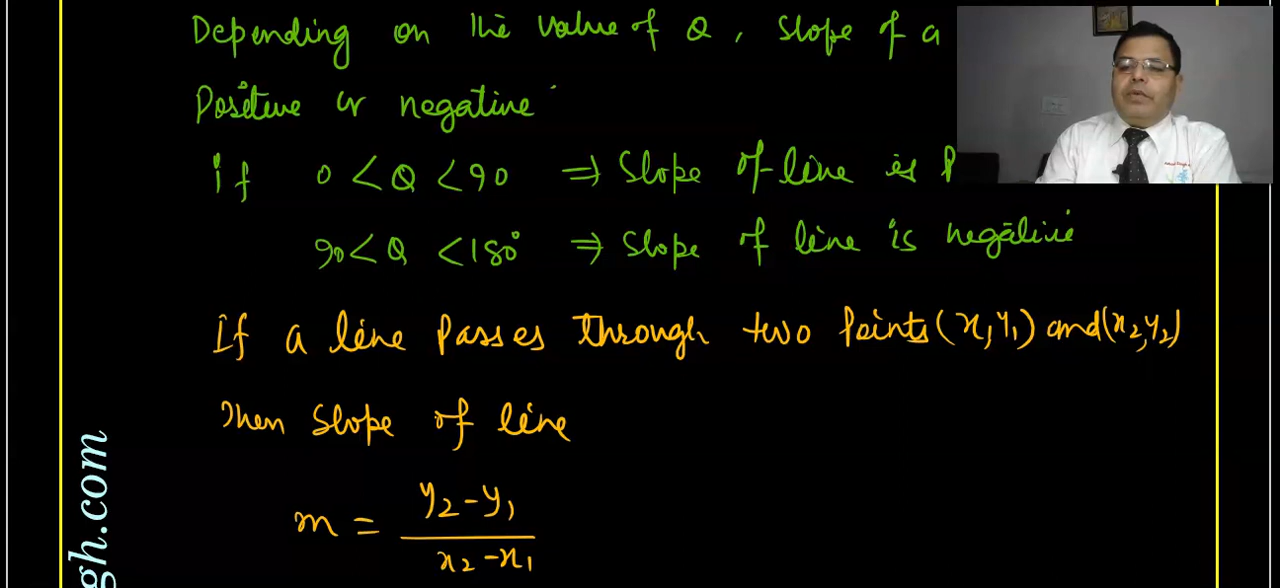 Depending on the value of Q, slope of a
Positive or negative
if 0 < Q < 90 ⇒ Slope of line is P
90 < Q < 180° ⇒ Slope of line is negative
If a line passes through two points (x, y₁) and (x₂, y₂)
Then slope of line
m = y₂ - y₁ / x₂ - x₁
gh.com